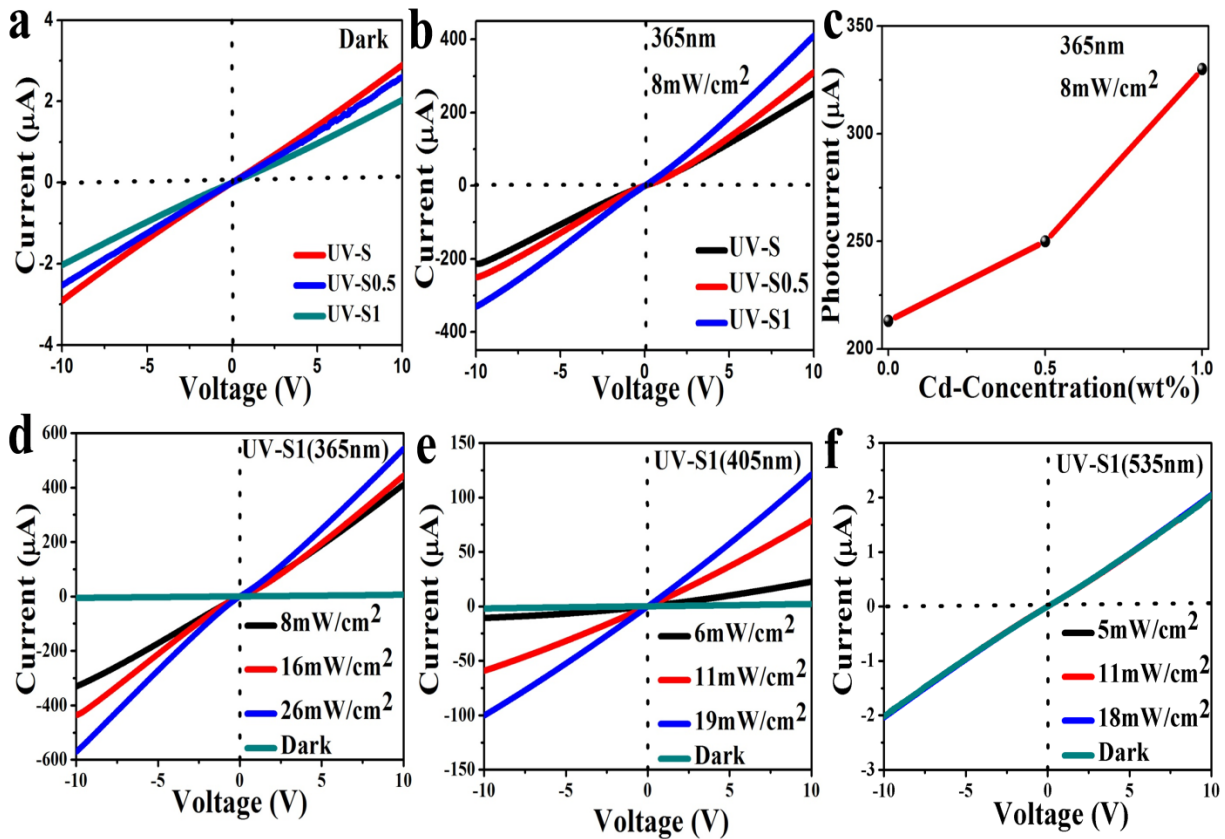 a
Dark
Current (µA)
4
2
0
-2
-4
UV-S
UV-S0.5
UV-S1
-10
-5
0
5
10
Voltage (V)
b
365nm
8mW/cm²
Current (µA)
400
200
0
-200
-400
UV-S
UV-S0.5
UV-S1
-10
-5
0
5
10
Voltage (V)
c
365nm
8mW/cm²
Photocurrent (µA)
350
300
250
200
0.0
0.5
1.0
Cd-Concentration(wt%)
d
UV-S1(365nm)
Current (µA)
600
400
200
0
-200
-400
-600
8mW/cm²
16mW/cm²
26mW/cm²
Dark
-10
-5
0
5
10
Voltage (V)
e
UV-S1(405nm)
Current (µA)
150
100
50
0
-50
-100
-150
6mW/cm²
11mW/cm²
19mW/cm²
Dark
-10
-5
0
5
10
Voltage (V)
f
UV-S1(535nm)
Current (µA)
3
2
1
0
-1
-2
-3
5mW/cm²
11mW/cm²
18mW/cm²
Dark
-10
-5
0
5
10
Voltage (V)